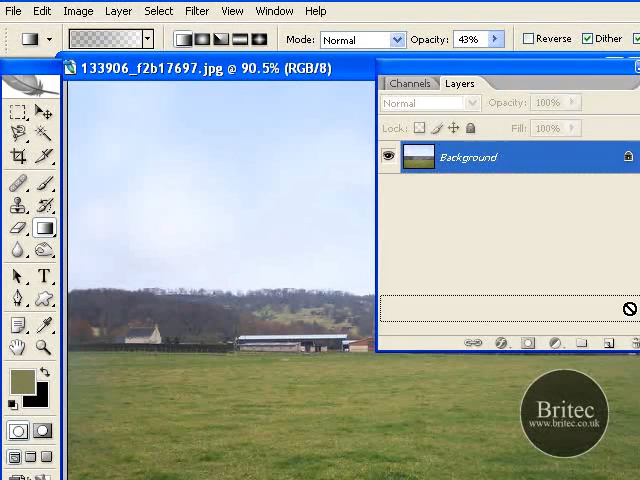 File Edit Image Layer Select Filter View Window Help
Mode: Normal Opacity: 43% Reverse Dither
133906_f2b17697.jpg @ 90.5% (RGB/8)
Channels Layers
Normal Opacity: 100%
Lock: Fill: 100%
Background
T
Britec
www.britec.co.uk